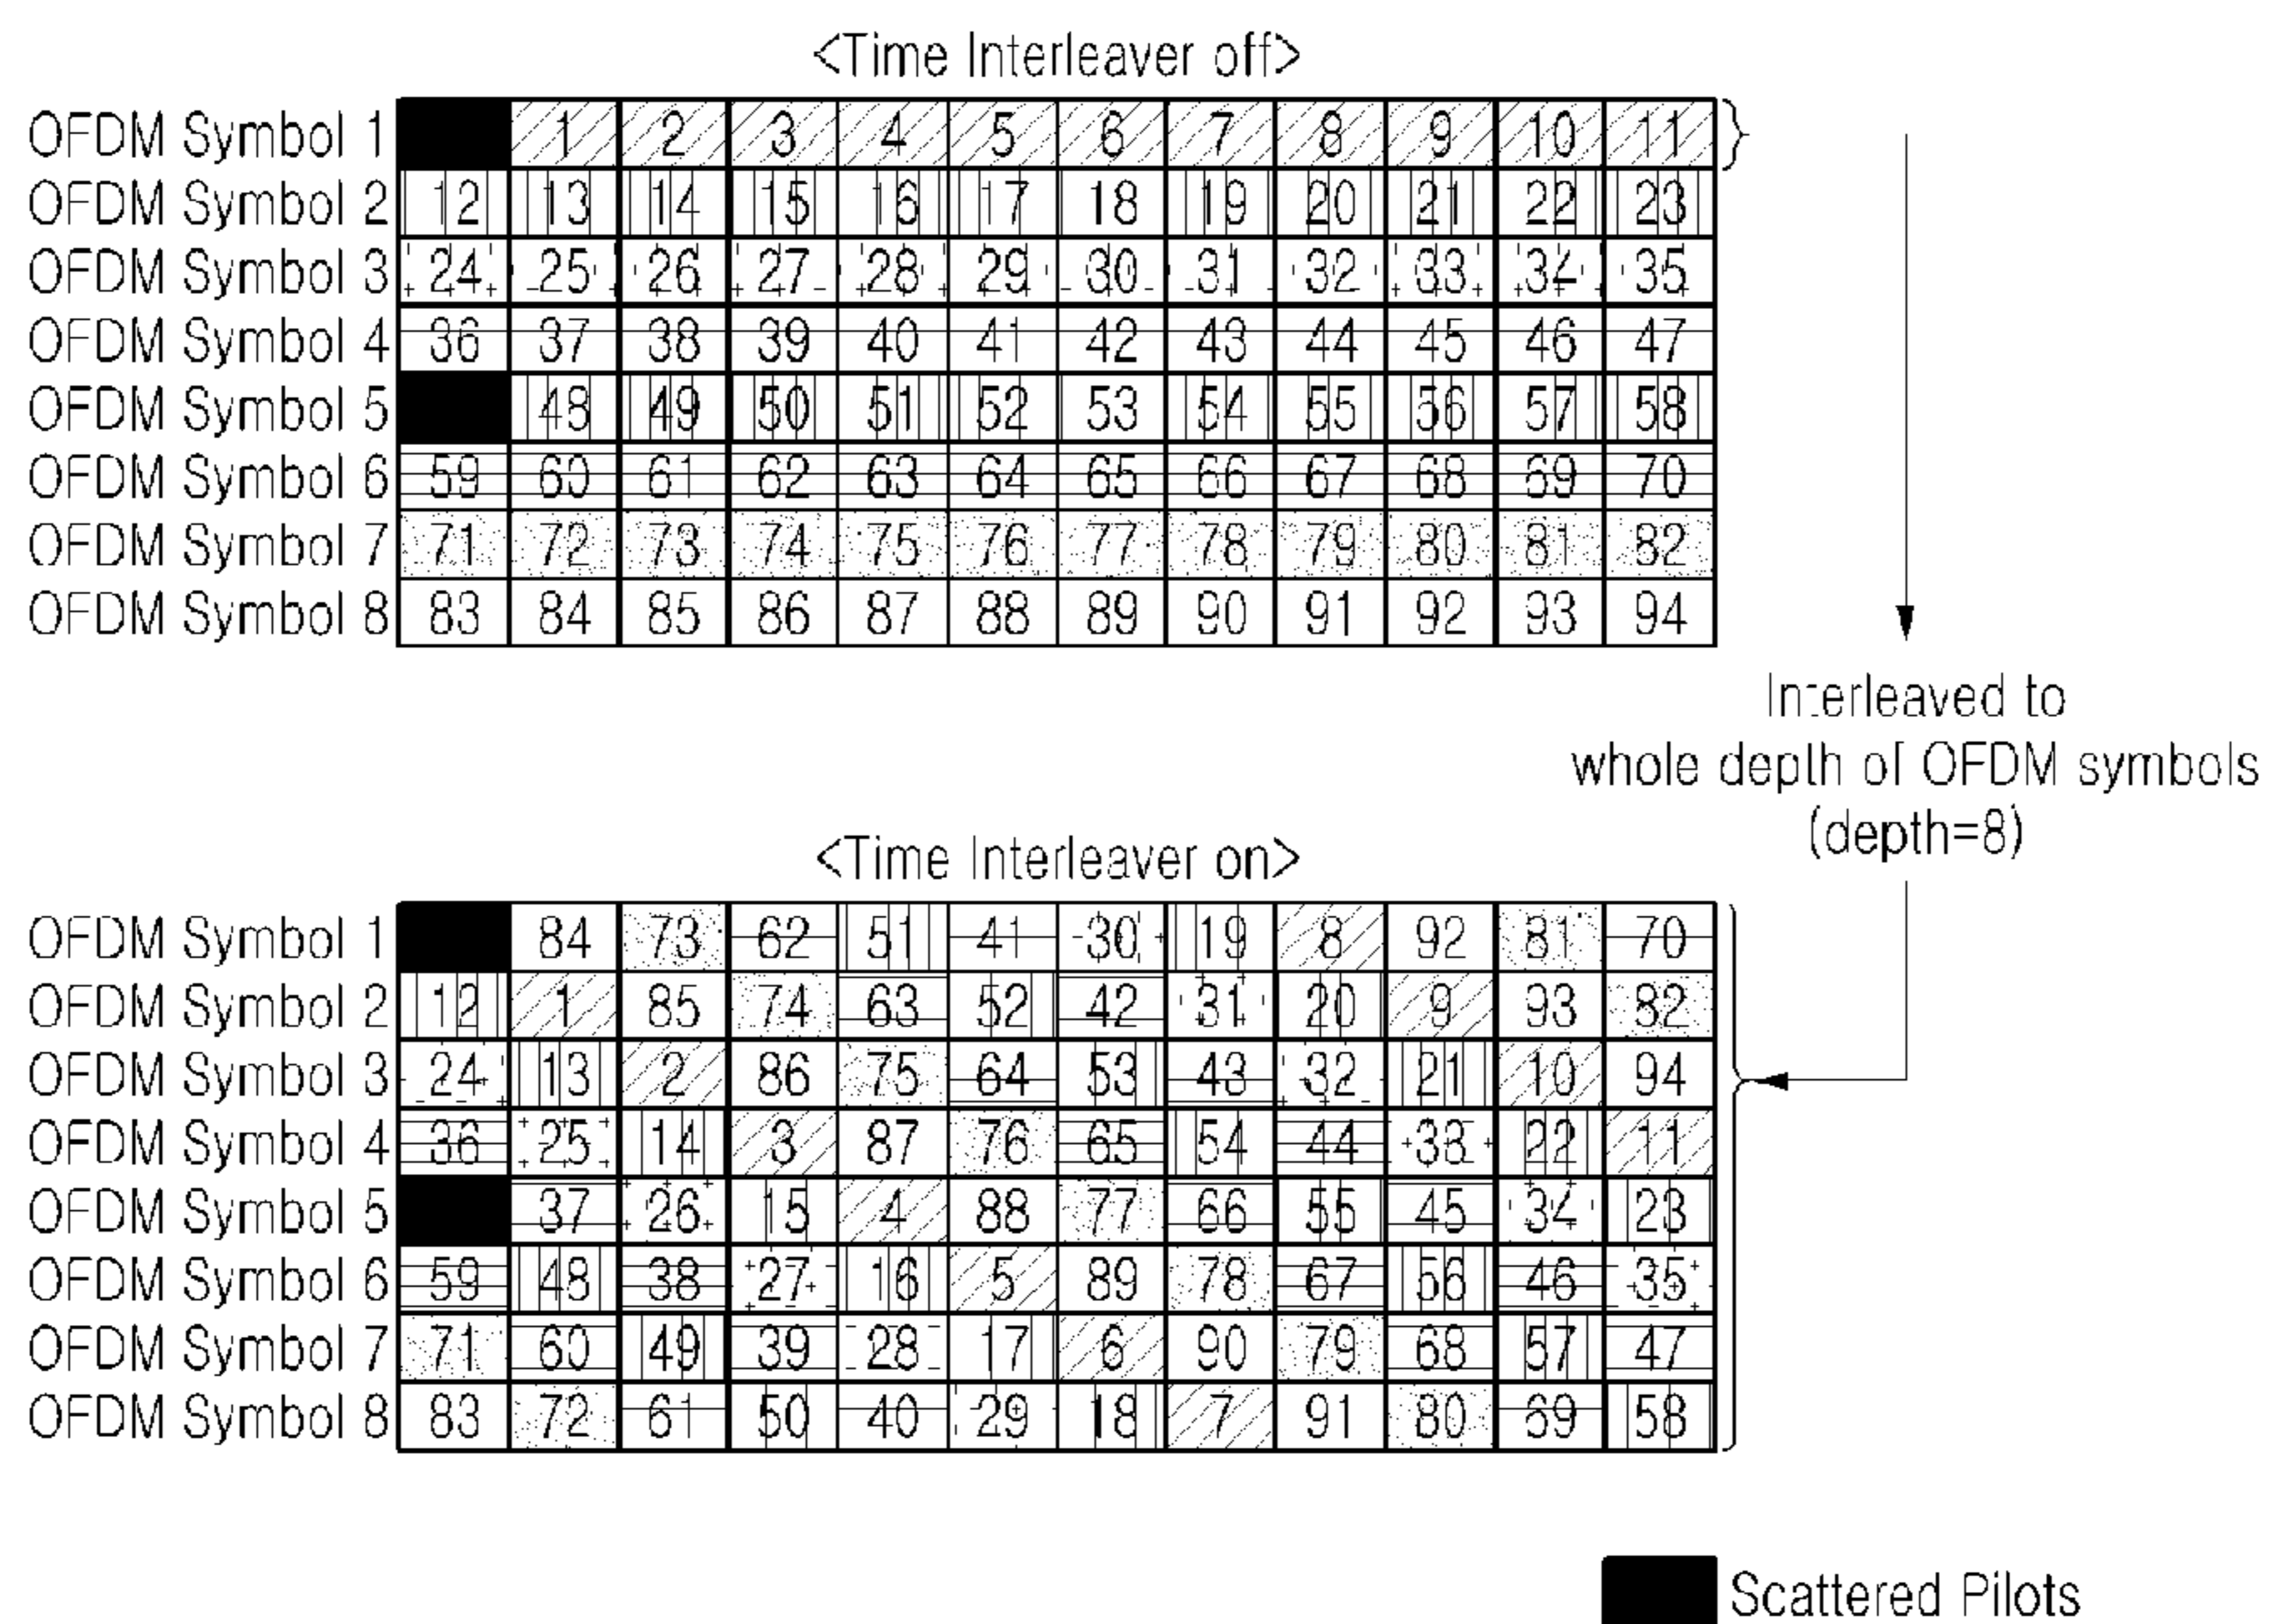 <Time Interleaver off>
OFDM Symbol 1 1 2 3 4 5 6 7 8 9 10 11
OFDM Symbol 2 12 13 14 15 16 17 18 19 20 21 22 23
OFDM Symbol 3 24 25 26 27 28 29 30 31 32 33 34 35
OFDM Symbol 4 36 37 38 39 40 41 42 43 44 45 46 47
OFDM Symbol 5 48 49 50 51 52 53 54 55 56 57 58
OFDM Symbol 6 59 60 61 62 63 64 65 66 67 68 69 70
OFDM Symbol 7 71 72 73 74 75 76 77 78 79 80 81 82
OFDM Symbol 8 83 84 85 86 87 88 89 90 91 92 93 94
Interleaved to
whole depth of OFDM symbols
(depth=8)
<Time Interleaver on>
OFDM Symbol 1 84 73 62 51 41 30 19 8 92 81 70
OFDM Symbol 2 12 1 85 74 63 52 42 31 20 9 93 82
OFDM Symbol 3 24 13 2 86 75 64 53 43 32 21 10 94
OFDM Symbol 4 36 25 14 3 87 76 65 54 44 33 22 11
OFDM Symbol 5 37 26 15 4 88 77 66 55 45 34 23
OFDM Symbol 6 59 48 38 27 16 5 89 78 67 56 46 35
OFDM Symbol 7 71 60 49 39 28 17 6 90 79 68 57 47
OFDM Symbol 8 83 72 61 50 40 29 18 7 91 80 69 58
Scattered Pilots